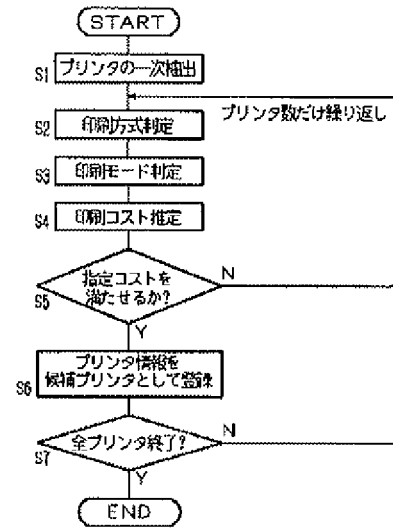 START
S1 プリンタの一次抽出
プリンタ数だけ繰り返し
S2 印刷方式判定
S3 印刷モード判定
S4 印刷コスト推定
指定コストを
満たせるか?
S5
N
Y
プリンタ情報を
候補プリンタとして登録
S6
全プリンタ終了?
S7
N
Y
END